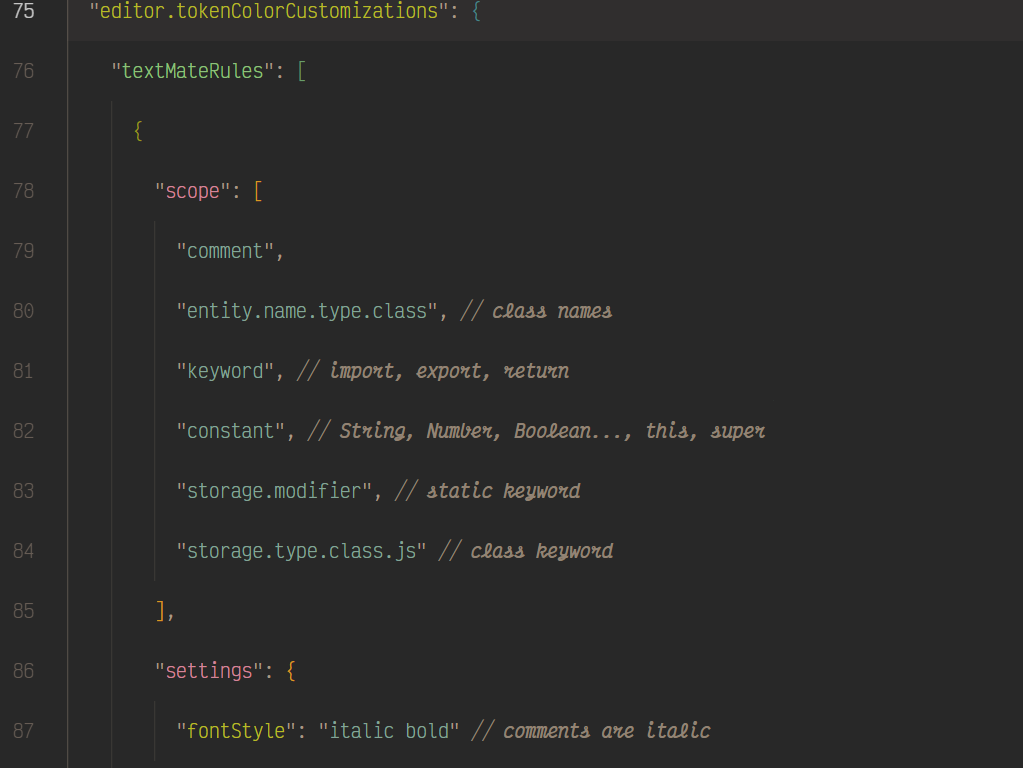 75 "editor.tokenColorCustomizations": {
76 "textMateRules": [
77 {
78 "scope": [
79 "comment",
80 "entity.name.type.class", // class names
81 "keyword", // import, export, return
82 "constant", // String, Number, Boolean..., this, super
83 "storage.modifier", // static keyword
84 "storage.type.class.js" // class keyword
85 ],
86 "settings": {
87 "fontStyle": "italic bold" // comments are italic